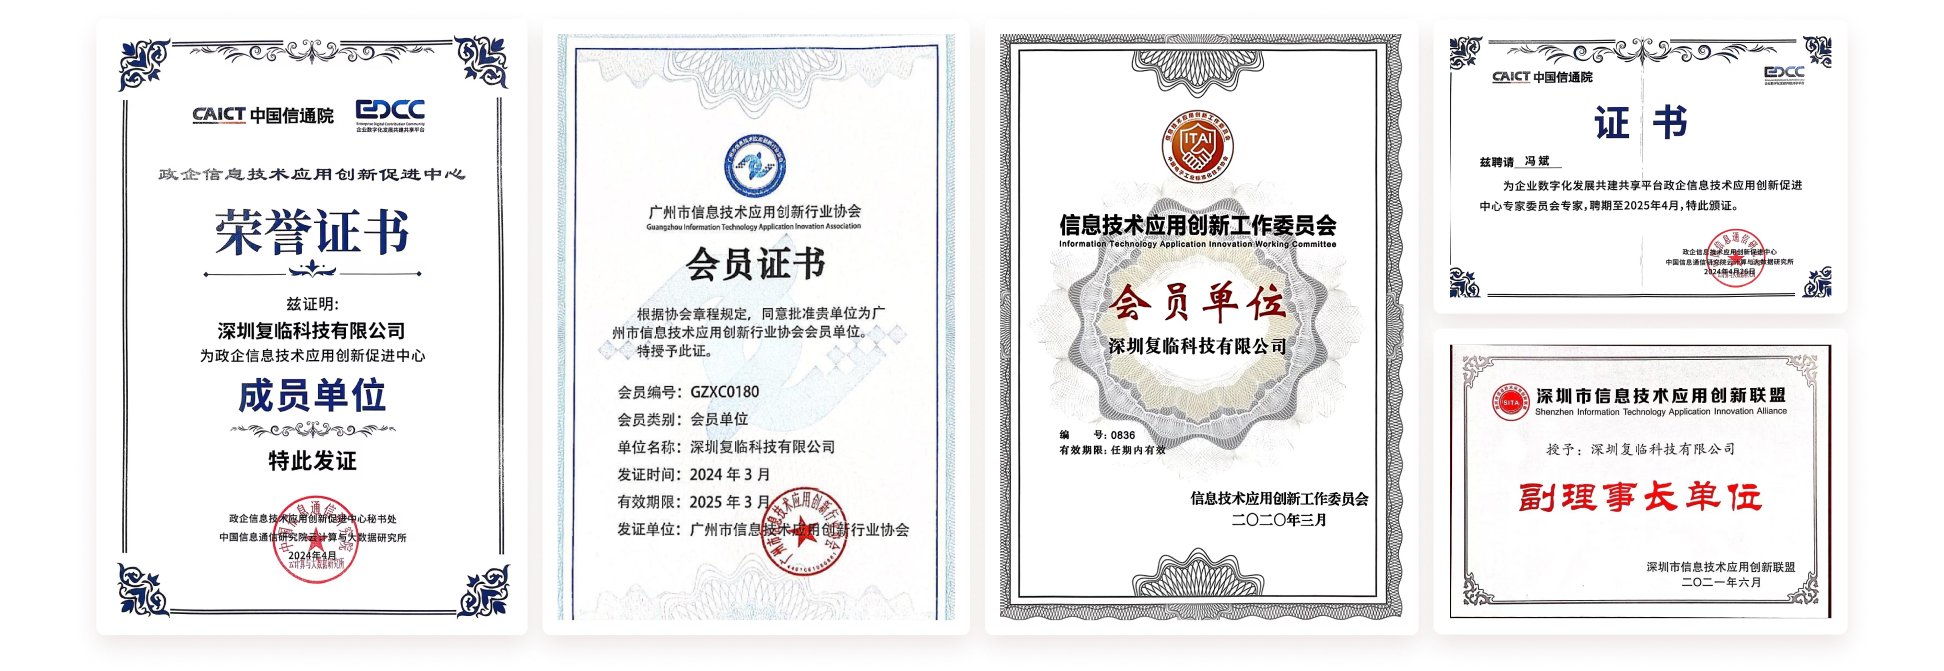 CAICT 中国信通院
EDCC
企业数字化发展共建共享平台
政企信息技术应用创新促进中心
荣誉证书
兹证明:
深圳复临科技有限公司
为政企信息技术应用创新促进中心
成员单位
特此发证
政企信息技术应用创新促进中心秘书处
中国信息通信研究院云计算与大数据研究所
2024年4月
广州市信息技术应用创新行业协会
Guangzhou Information Technology Application Inovation Association
会员证书
根据协会章程规定，同意批准贵单位为广
州市信息技术应用创新行业协会会员单位。
特授予此证。
会员编号：GZXC0180
会员类别：会员单位
单位名称：深圳复临科技有限公司
发证时间：2024 年 3 月
有效期限：2025 年 3 月
发证单位：广州市信息技术应用创新行业协会
ITAI
信息技术应用创新工作委员会
Information Technology Application Innovation Working Committee
会员单位
深圳复临科技有限公司
编 号: 0836
有效期限: 任期内有效
信息技术应用创新工作委员会
二〇二〇年三月
CAICT 中国信通院
EDCC
证 书
兹聘请 冯 斌
为企业数字化发展共建共享平台政企信息技术应用创新促进
中心专家委员会专家，聘期至2025年4月，特此颁证。
政企信息技术应用创新促进中心
中国信息通信研究院云计算与大数据研究所
2024年4月26日
SITA
深圳市信息技术应用创新联盟
Shenzhen Information Technology Application Innovation Alliance
授予：深圳复临科技有限公司
副理事长单位
深圳市信息技术应用创新联盟
二〇二一年六月